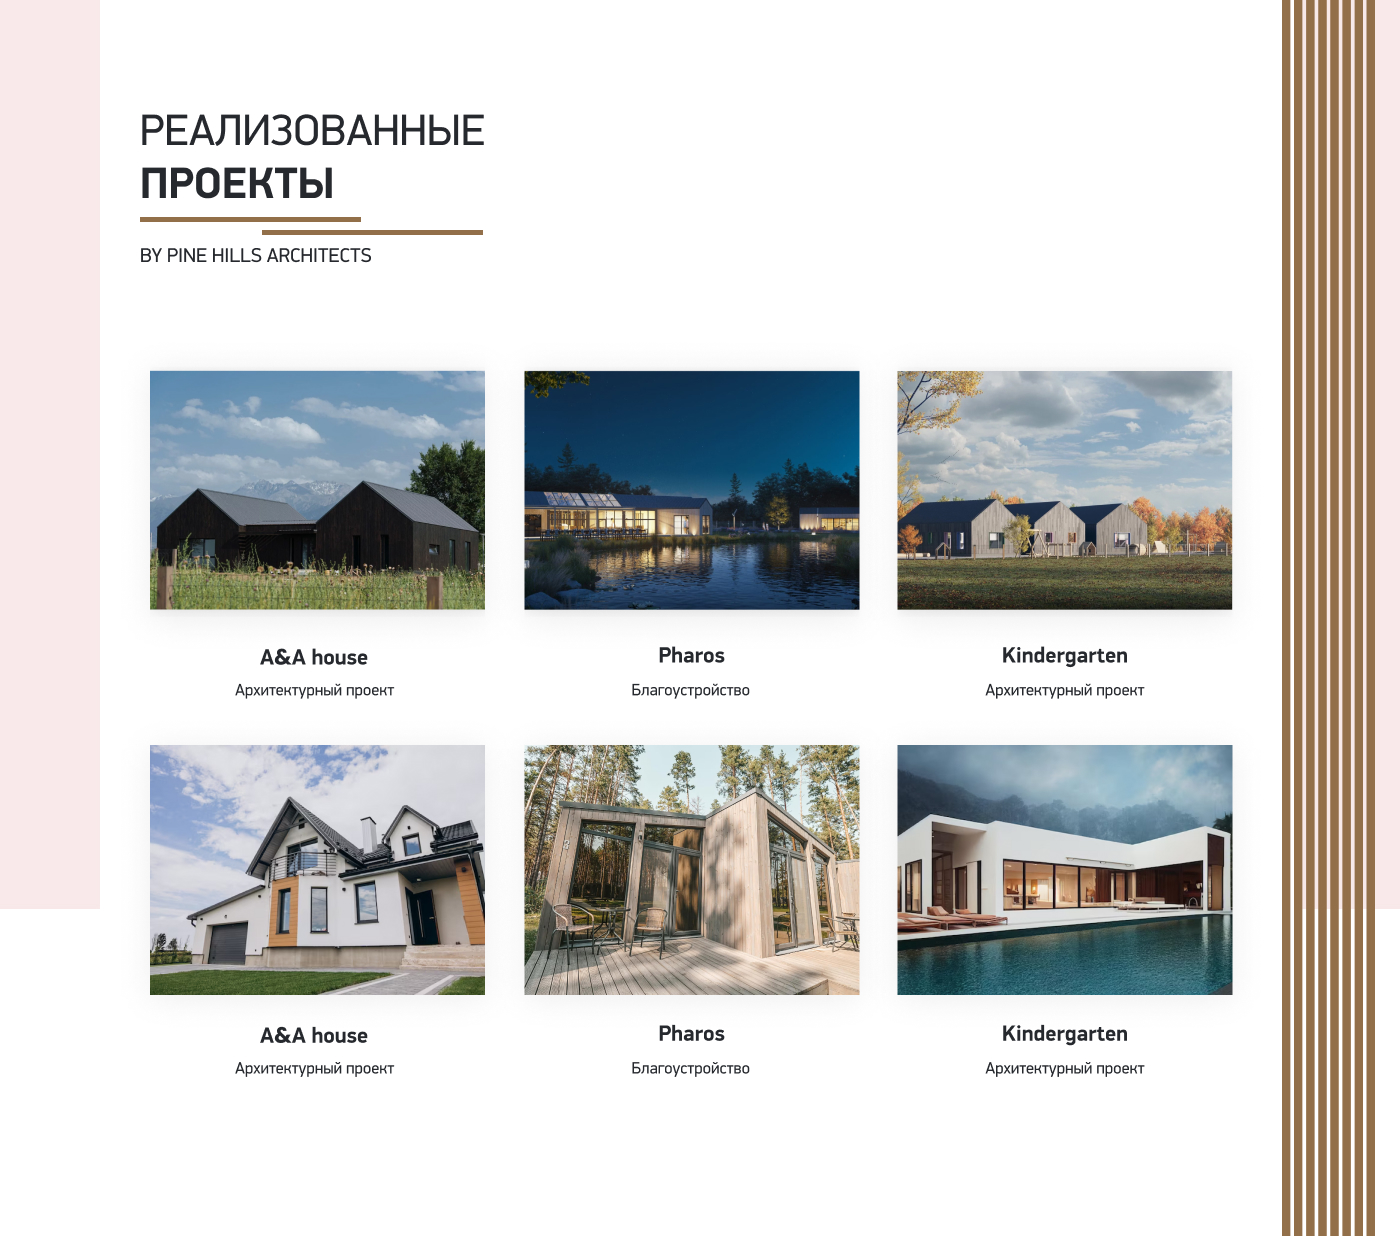 РЕАЛИЗОВАННЫЕ
ПРОЕКТЫ
BY PINE HILLS ARCHITECTS
A&A house
Архитектурный проект
Pharos
Благоустройство
Kindergarten
Архитектурный проект
A&A house
Архитектурный проект
Pharos
Благоустройство
Kindergarten
Архитектурный проект